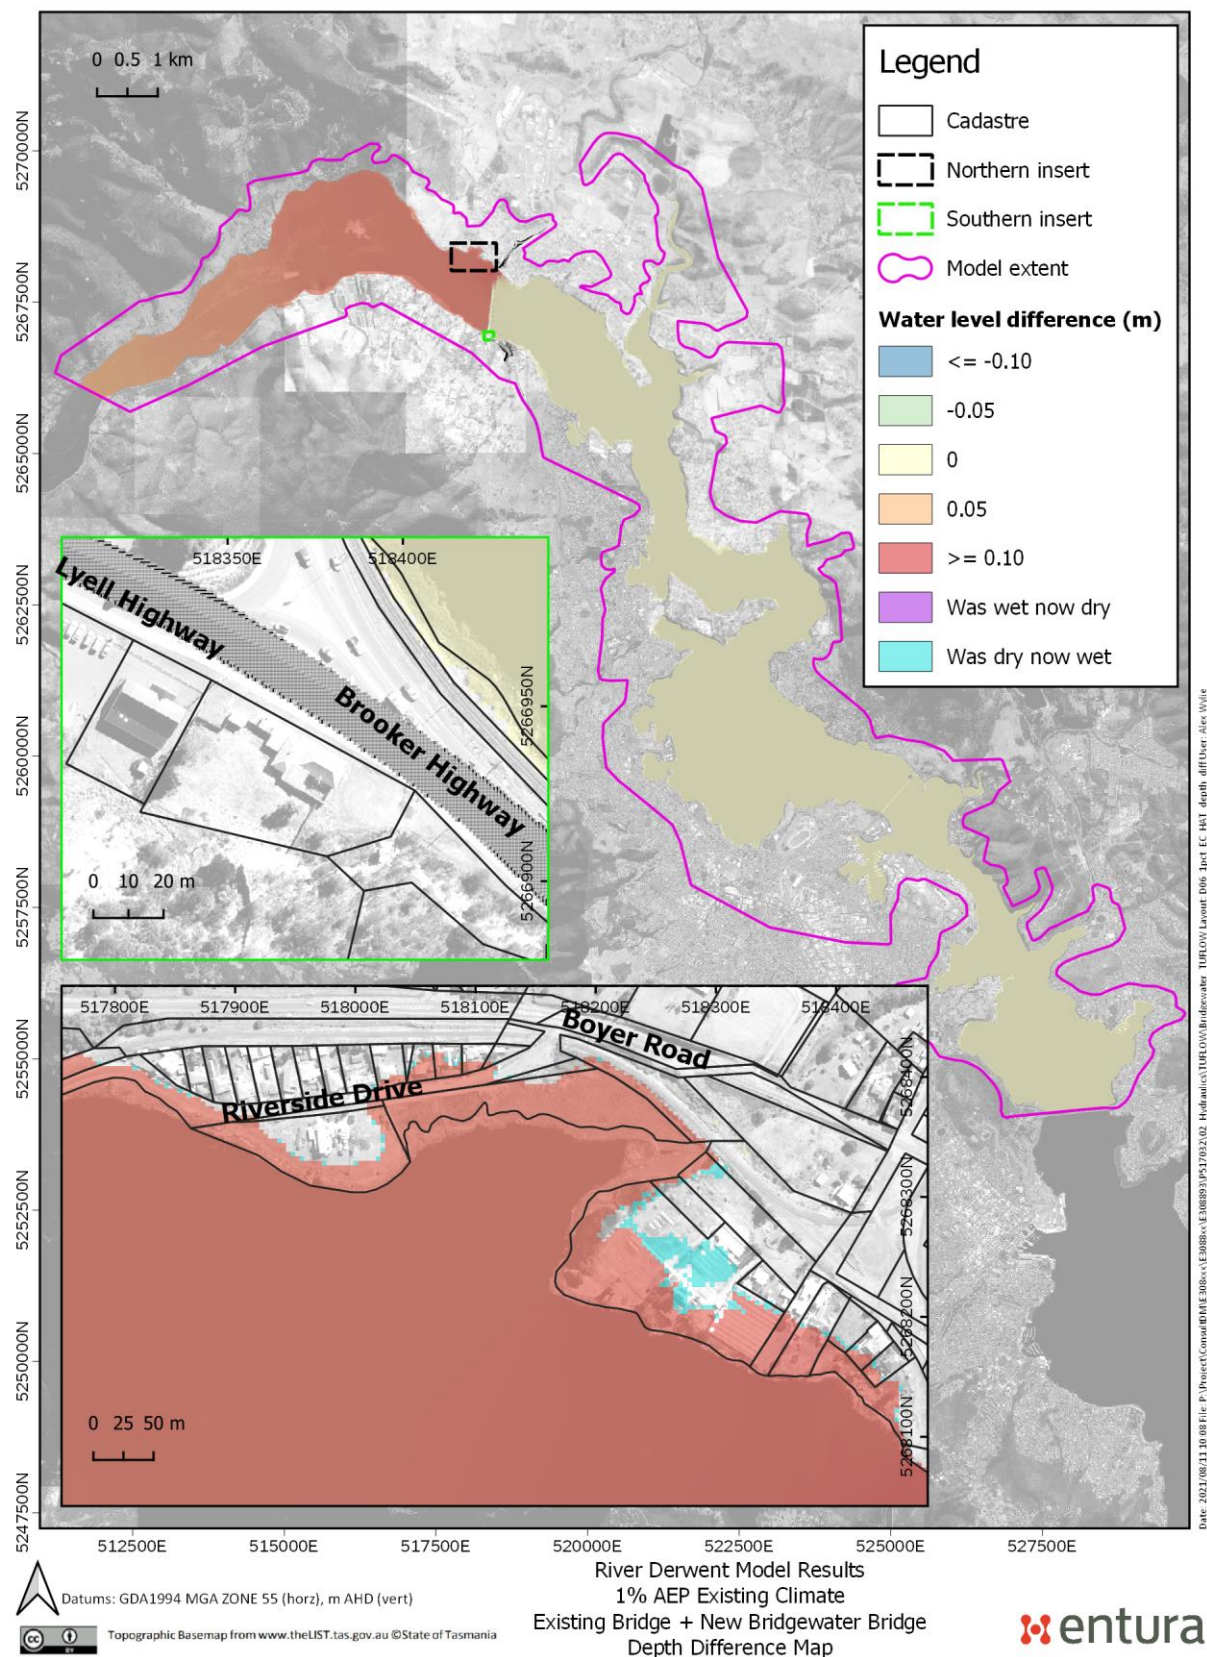 0 0.5 1 km
Legend
Cadastre
Northern insert
Southern insert
Model extent
Water level difference (m)
<= -0.10
-0.05
0
0.05
>= 0.10
Was wet now dry
Was dry now wet
5270000N
5267500N
5265000N
5262500N
5260000N
5257500N
5255000N
5252500N
5250000N
5247500N
518350E
518400E
Lyell Highway
Brooker Highway
5266950N
5266900N
0 10 20 m
517800E
517900E
518000E
518100E
518200E
518300E
518400E
Boyer Road
Riverside Drive
5268400N
5268300N
5268200N
5268100N
0 25 50 m
512500E
515000E
517500E
520000E
522500E
525000E
527500E
Datums: GDA1994 MGA ZONE 55 (horz), m AHD (vert)
cc
BY
Topographic Basemap from www.theLIST.tas.gov.au ©State of Tasmania
River Derwent Model Results
1% AEP Existing Climate
Existing Bridge + New Bridgewater Bridge
Depth Difference Map
entura